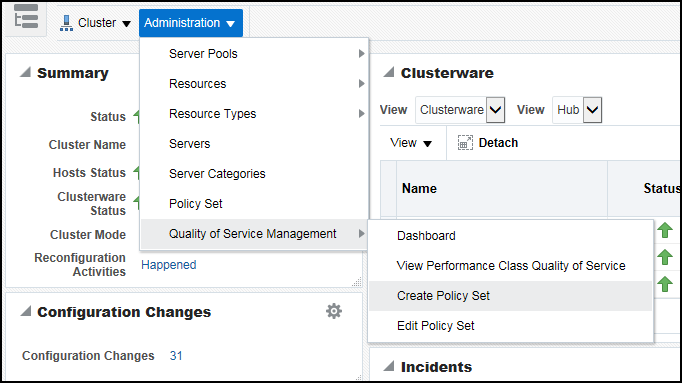 Cluster Administration
Server Pools
Resources
Resource Types
Servers
Server Categories
Policy Set
Quality of Service Management
Dashboard
View Performance Class Quality of Service
Create Policy Set
Edit Policy Set
Summary
Status
Cluster Name
Hosts Status
Clusterware
Status
Cluster Mode
Reconfiguration
Activities
Happened
Configuration Changes
Configuration Changes 31
Clusterware
View Clusterware View Hub
View Detach
Name Status
Incidents